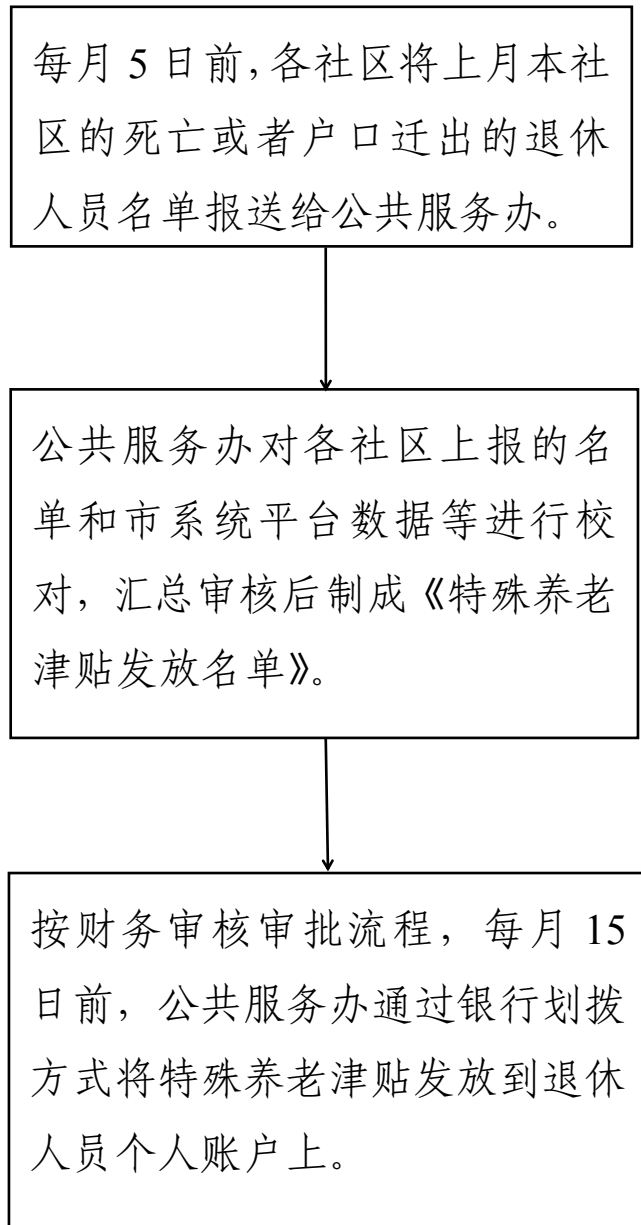 每月 5 日前，各社区将上月本社
区的死亡或者户口迁出的退休
人员名单报送给公共服务办。
公共服务办对各社区上报的名
单和市系统平台数据等进行校
对，汇总审核后制成《特殊养老
津贴发放名单》。
按财务审核审批流程，每月 15
日前，公共服务办通过银行划拨
方式将特殊养老津贴发放到退休
人员个人账户上。